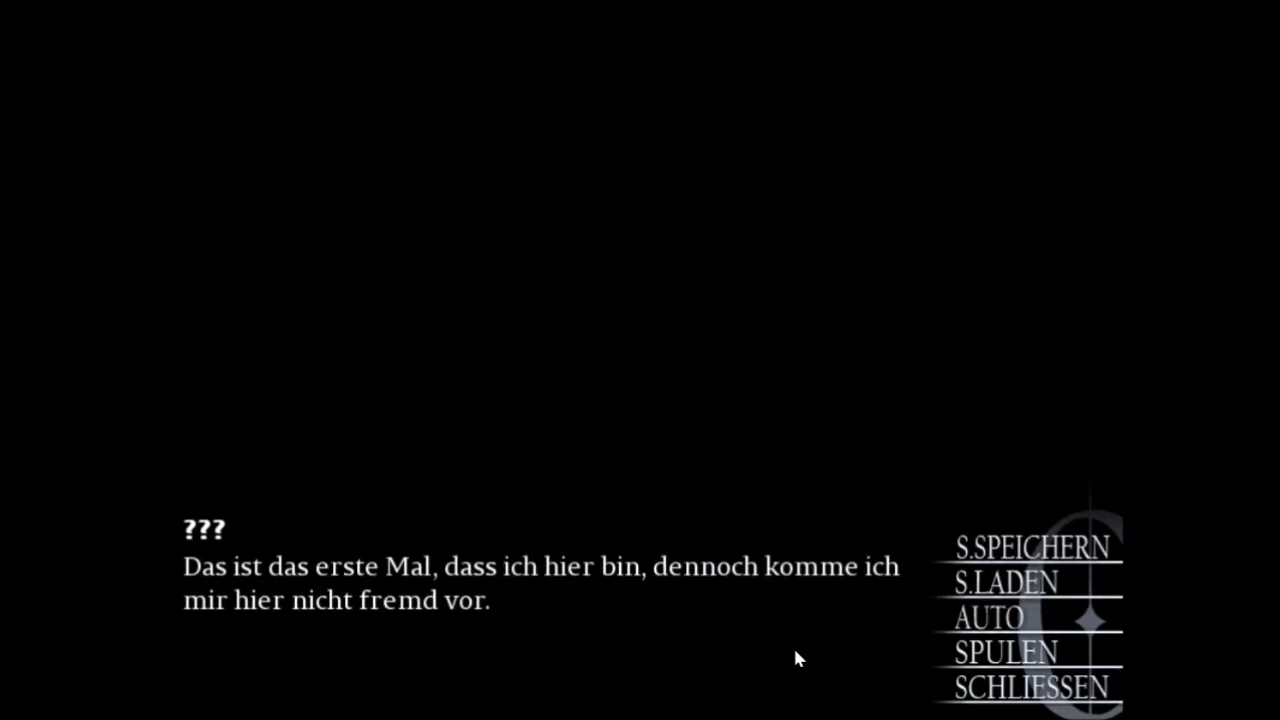 ???
Das ist das erste Mal, dass ich hier bin, dennoch komme ich
mir hier nicht fremd vor.
S.SPEICHERN
S.LADEN
AUTO
SPULEN
SCHLIESSEN